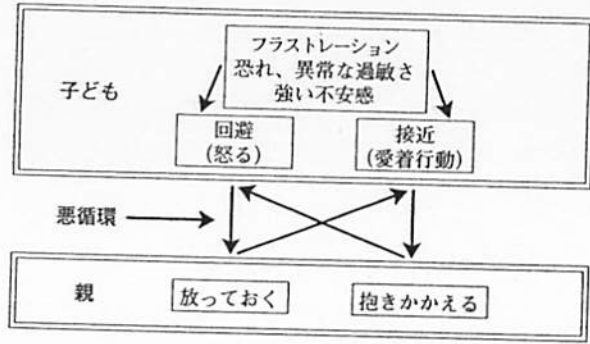 フラストレーション
恐れ、異常な過敏さ
強い不安感
子ども
回避
(怒る)
接近
(愛着行動)
悪循環
親
放っておく
抱きかかえる